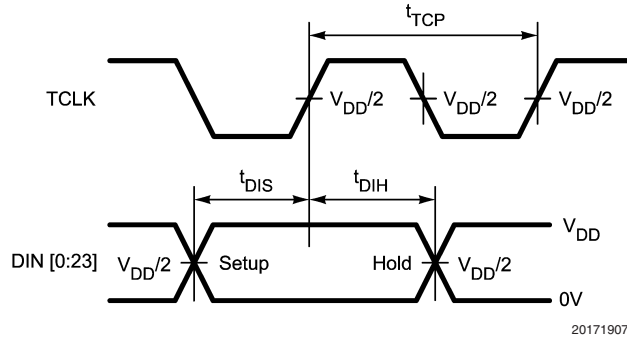 tTCP
TCLK
VDD/2
VDD/2
VDD/2
tDIS
tDIH
VDD
DIN [0:23]
VDD/2
Setup
Hold
VDD/2
0V
20171907